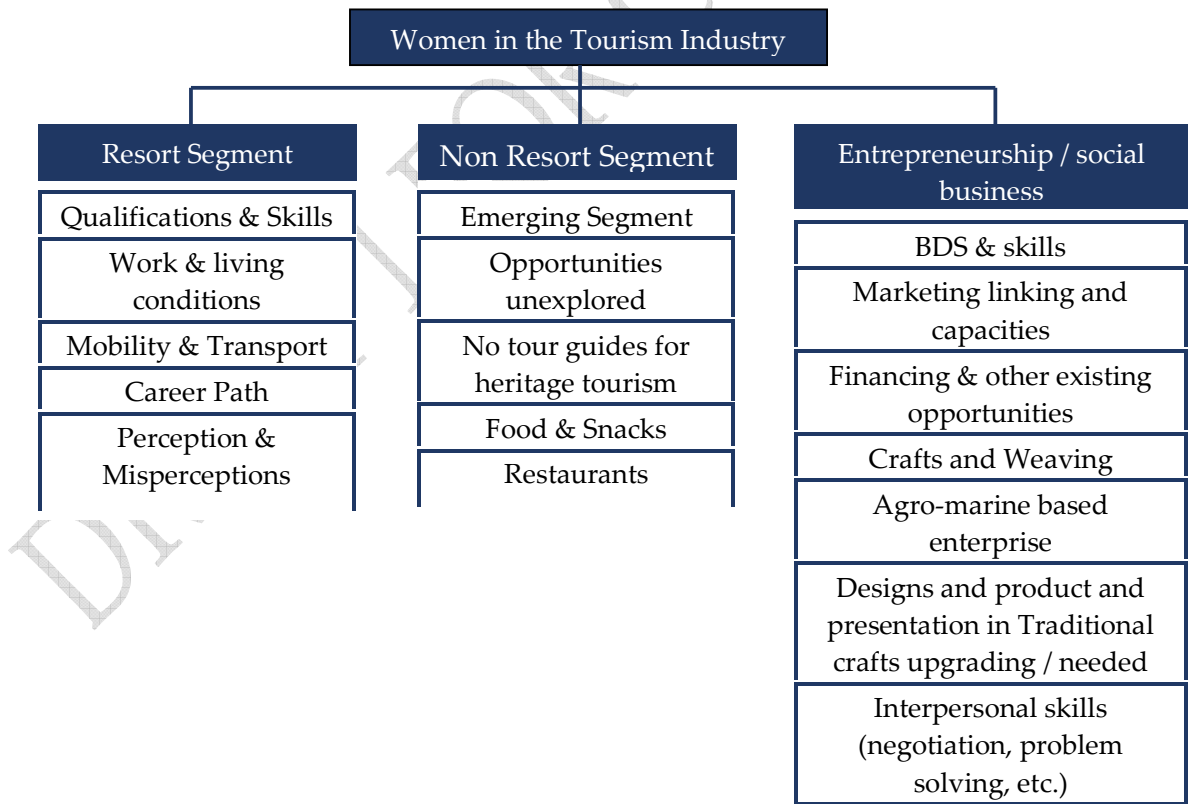 Women in the Tourism Industry
Resort Segment
Qualifications & Skills
Work & living
conditions
Mobility & Transport
Career Path
Perception &
Misperceptions
Non Resort Segment
Emerging Segment
Opportunities
unexplored
No tour guides for
heritage tourism
Food & Snacks
Restaurants
Entrepreneurship / social
business
BDS & skills
Marketing linking and
capacities
Financing & other existing
opportunities
Crafts and Weaving
Agro-marine based
enterprise
Designs and product and
presentation in Traditional
crafts upgrading / needed
Interpersonal skills
(negotiation, problem
solving, etc.)